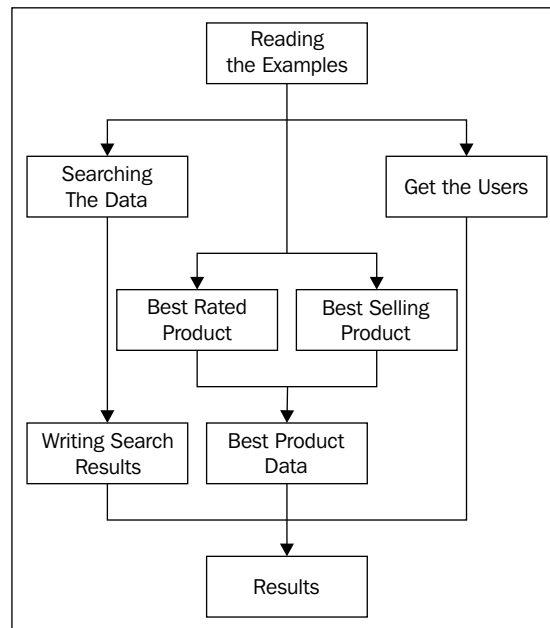 Reading
the Examples
Searching
The Data
Get the Users
Best Rated
Product
Best Selling
Product
Writing Search
Results
Best Product
Data
Results